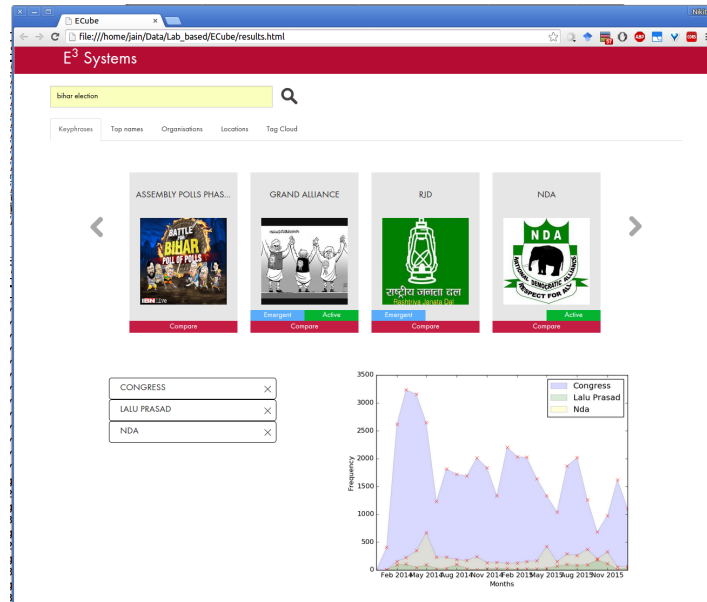 ECube
Nikit
file:///home/jain/Data/Lab_based/ECube/results.html
E³ Systems
bihar election
Keyphrases Top names Organisations Locations Tag Cloud
ASSEMBLY POLLS PHAS... GRAND ALLIANCE RJD NDA
BATTLE
FOR
BIHAR
POLL OF POLLS
IBN Live
राष्ट्रीय जनता दल
Rashtriya Janata Dal
NDA
NATIONAL DEMOCRATIC ALLIANCE
RESPECT FOR ALL
Emergent Active Emergent Active
Compare Compare Compare Compare
CONGRESS
LALU PRASAD
NDA
Congress
Lalu Prasad
Nda
3500
3000
2500
2000
1500
1000
500
0
Frequency
Feb 2014 May 2014 Aug 2014 Nov 2014 Feb 2015 May 2015 Aug 2015 Nov 2015
Months